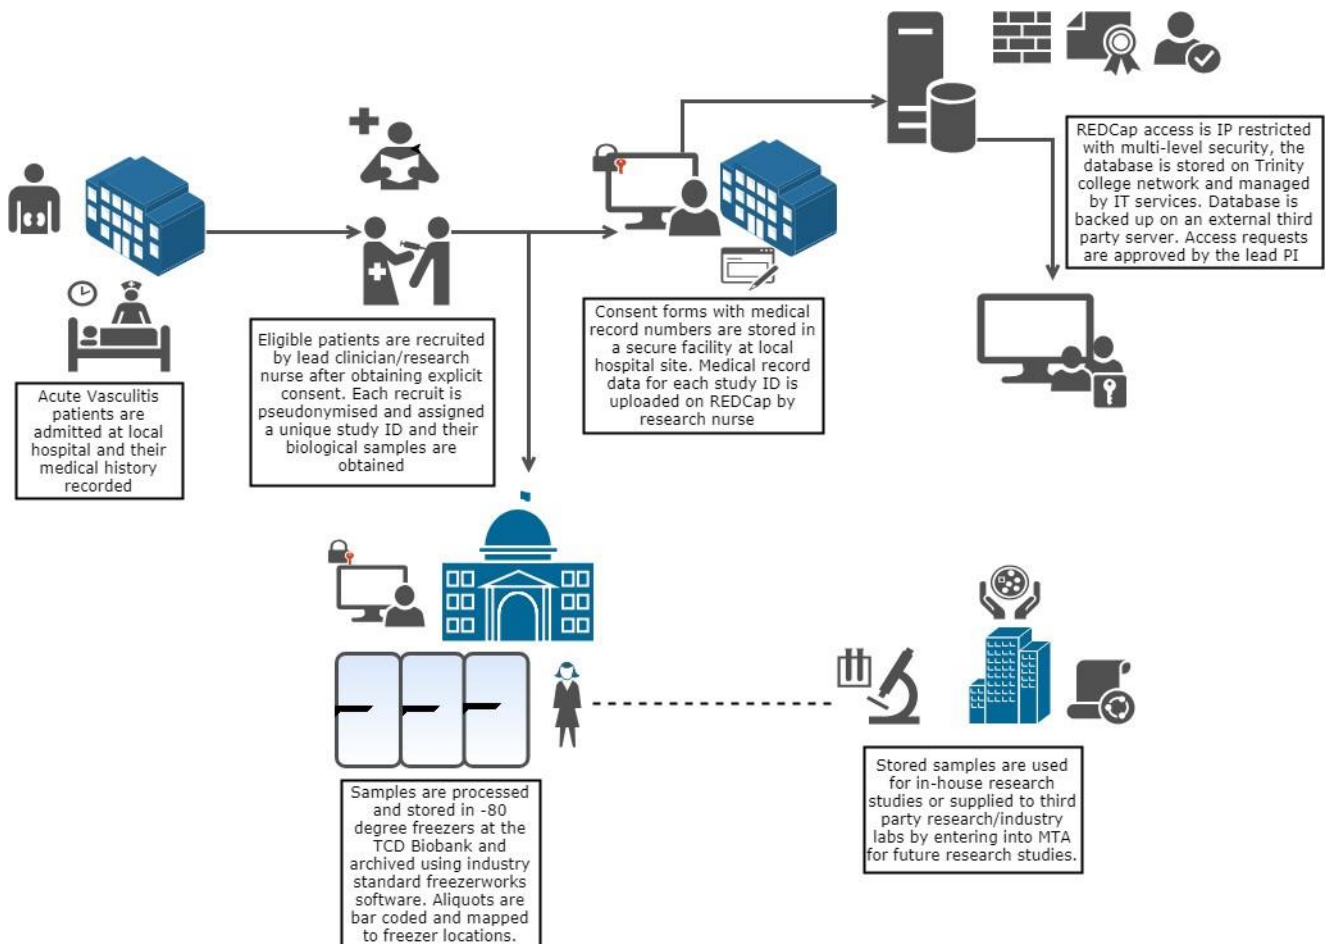 REDCap access is IP restricted
with multi-level security, the
database is stored on Trinity
college network and managed
by IT services. Database is
backed up on an external third
party server. Access requests
are approved by the lead PI
Consent forms with medical
record numbers are stored in
a secure facility at local
hospital site. Medical record
data for each study ID is
uploaded on REDCap by
research nurse
Eligible patients are recruited
by lead clinician/research
nurse after obtaining explicit
consent. Each recruit is
pseudonymised and assigned
a unique study ID and their
biological samples are
obtained
Acute Vasculitis
patients are
admitted at local
hospital and their
medical history
recorded
Samples are processed
and stored in -80
degree freezers at the
TCD Biobank and
archived using industry
standard freezerworks
software. Aliquots are
bar coded and mapped
to freezer locations.
Stored samples are used
for in-house research
studies or supplied to third
party research/industry
labs by entering into MTA
for future research studies.